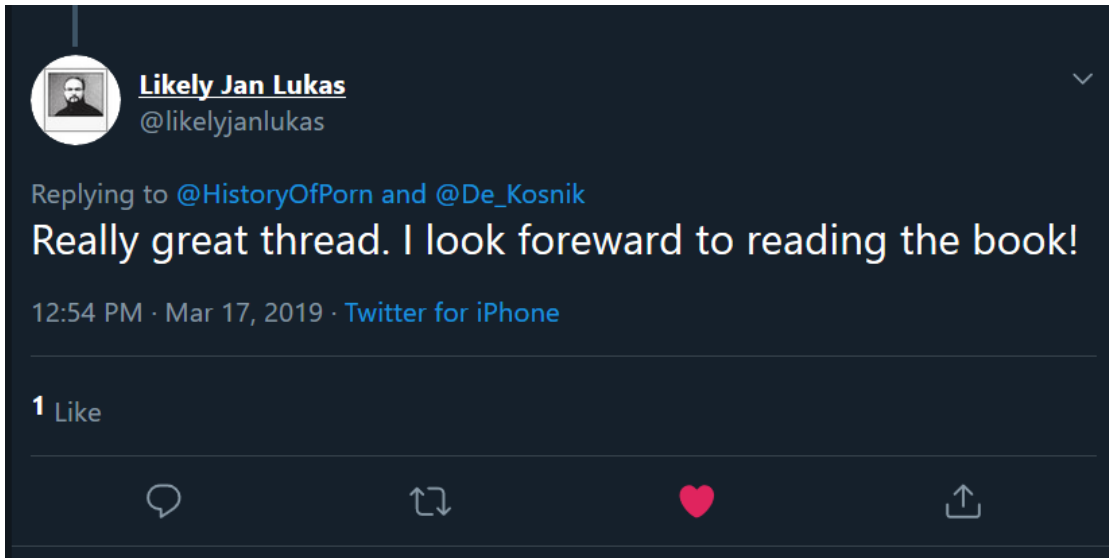 Likely Jan Lukas
@likelyjanlukas
Replying to @HistoryOfPorn and @De_Kosnik
Really great thread. I look foreward to reading the book!
12:54 PM · Mar 17, 2019 · Twitter for iPhone
1 Like